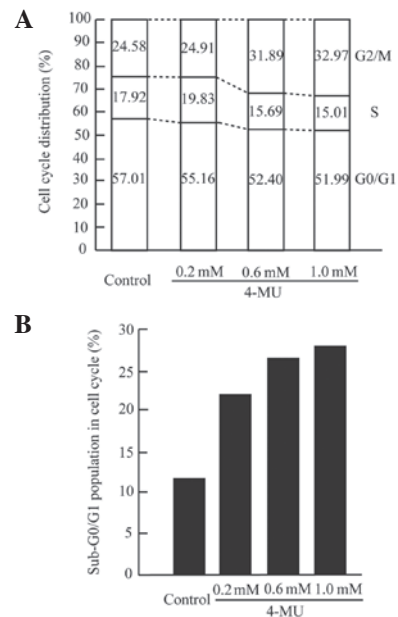 A
Cell cycle distribution (%)
100
90
80
70
60
50
40
30
20
10
0
24.58 24.91 31.89 32.97 G2/M
17.92 19.83 15.69 15.01 S
57.01 55.16 52.40 51.99 G0/G1
Control 0.2 mM 0.6 mM 1.0 mM
4-MU
B
Sub-G0/G1 population in cell cycle (%)
30
25
20
15
10
5
0
Control 0.2 mM 0.6 mM 1.0 mM
4-MU